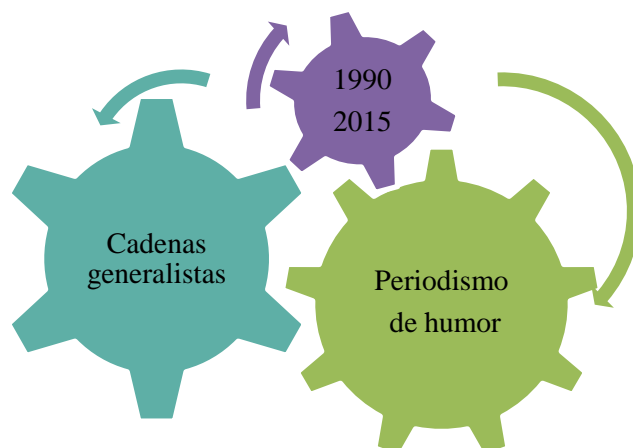 1990
2015
Cadenas
generalistas
Periodismo
de humor